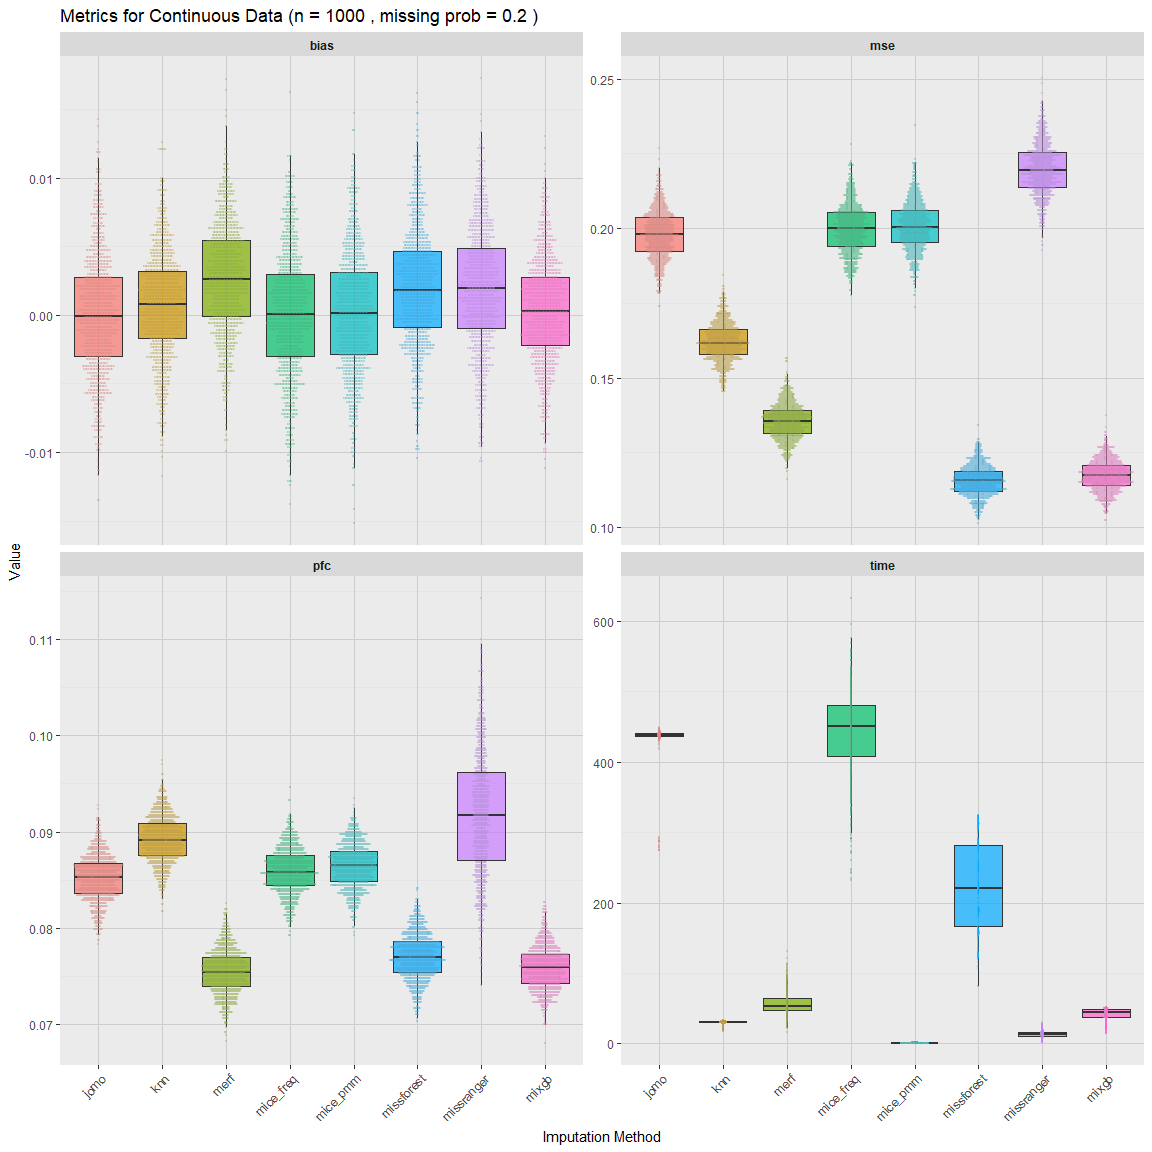 Metrics for Continuous Data (n = 1000 , missing prob = 0.2 )
bias
mse
0.01
0.00
-0.01
0.25
0.20
0.15
0.10
Value
pfc
time
0.11
0.10
0.09
0.08
0.07
600
400
200
0
jomo
knn
merf
mice_freq
mice_pmm
missforest
missranger
mixgb
jomo
knn
merf
mice_freq
mice_pmm
missforest
missranger
mixgb
Imputation Method